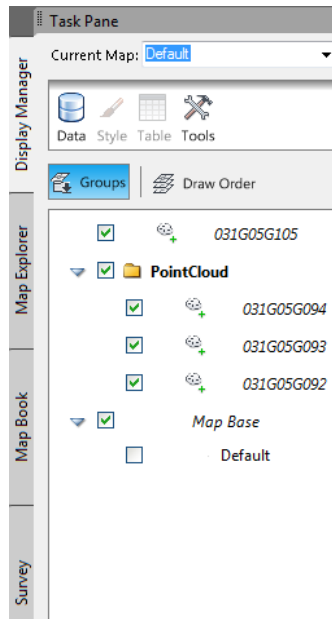 Task Pane
Current Map: Default
Data Style Table Tools
Groups Draw Order
031G05G105
PointCloud
031G05G094
031G05G093
031G05G092
Map Base
Default
Display Manager
Map Explorer
Map Book
Survey